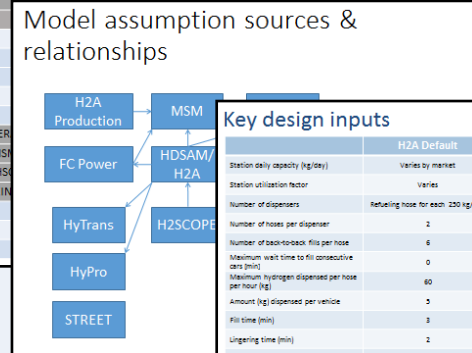 Model assumption sources &
relationships
H2A
Production
MSM
FC Power
HDSAM/
H2A
HyTrans
H2SCOPE
HyPro
STREET
Key design inputs
H2A Default
Station daily capacity (kg/day) Varies by market
Station utilization factor Varies
Number of dispensers Refueling hose for each 250 kg/
Number of hoses per dispenser 2
Number of back-to-back fills per hose 6
Maximum wait time to fill consecutive
cars (min) 0
Maximum hydrogen dispensed per hose
per hour (kg) 60
Amount (kg) dispensed per vehicle 5
Fill time (min) 3
Lingering time (min) 2